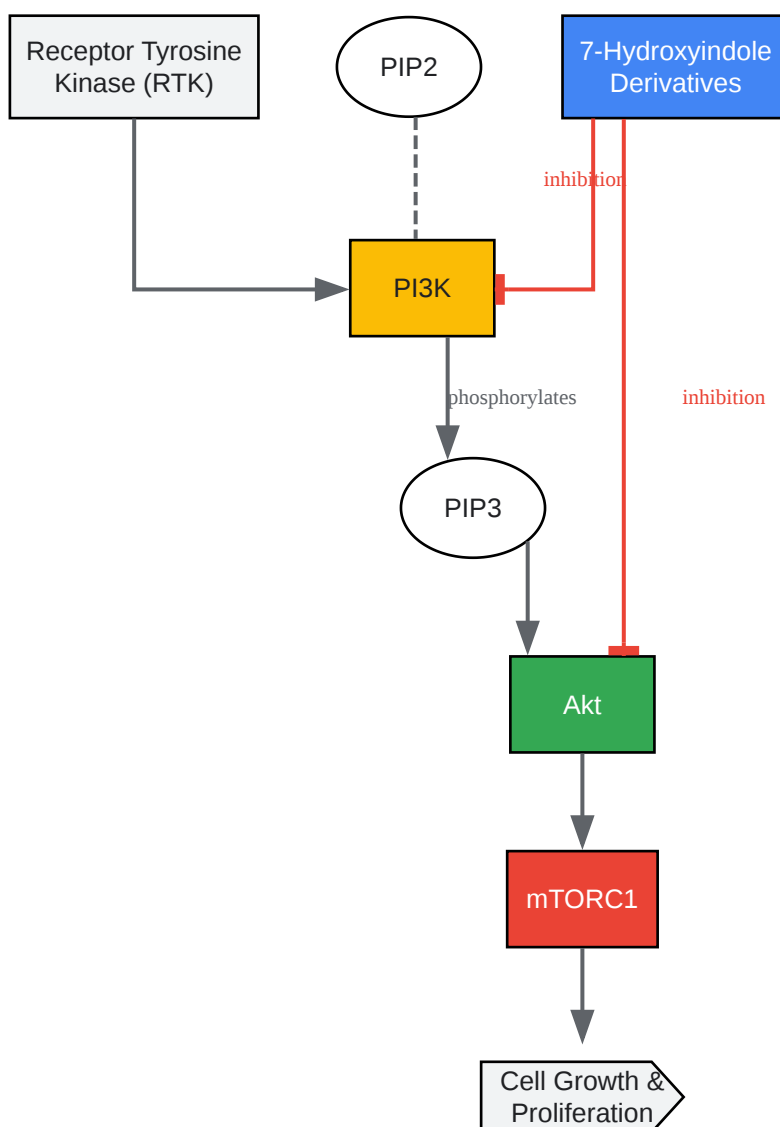 Receptor Tyrosine
Kinase (RTK)
PIP2
7-Hydroxyindole
Derivatives
inhibition
PI3K
phosphorylates
inhibition
PIP3
Akt
mTORC1
Cell Growth &
Proliferation